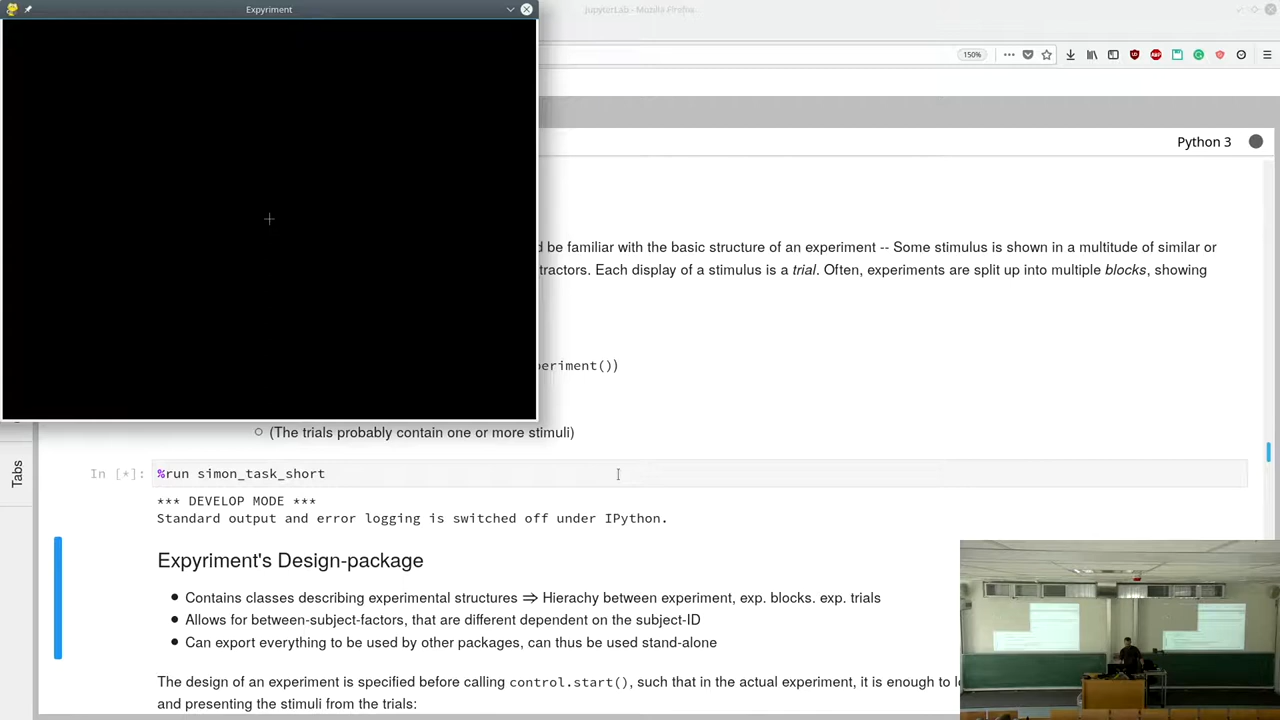 Expyriment
JupyterLab - Mozilla Firefox
150%
Python 3
d be familiar with the basic structure of an experiment -- Some stimulus is shown in a multitude of similar or
tractors. Each display of a stimulus is a trial. Often, experiments are split up into multiple blocks, showing
periment())
(The trials probably contain one or more stimuli)
Tabs
In [*]: %run simon_task_short
*** DEVELOP MODE ***
Standard output and error logging is switched off under IPython.
Expyriment's Design-package
Contains classes describing experimental structures ⇒ Hierachy between experiment, exp. blocks. exp. trials
Allows for between-subject-factors, that are different dependent on the subject-ID
Can export everything to be used by other packages, can thus be used stand-alone
The design of an experiment is specified before calling control.start(), such that in the actual experiment, it is enough to l
and presenting the stimuli from the trials: